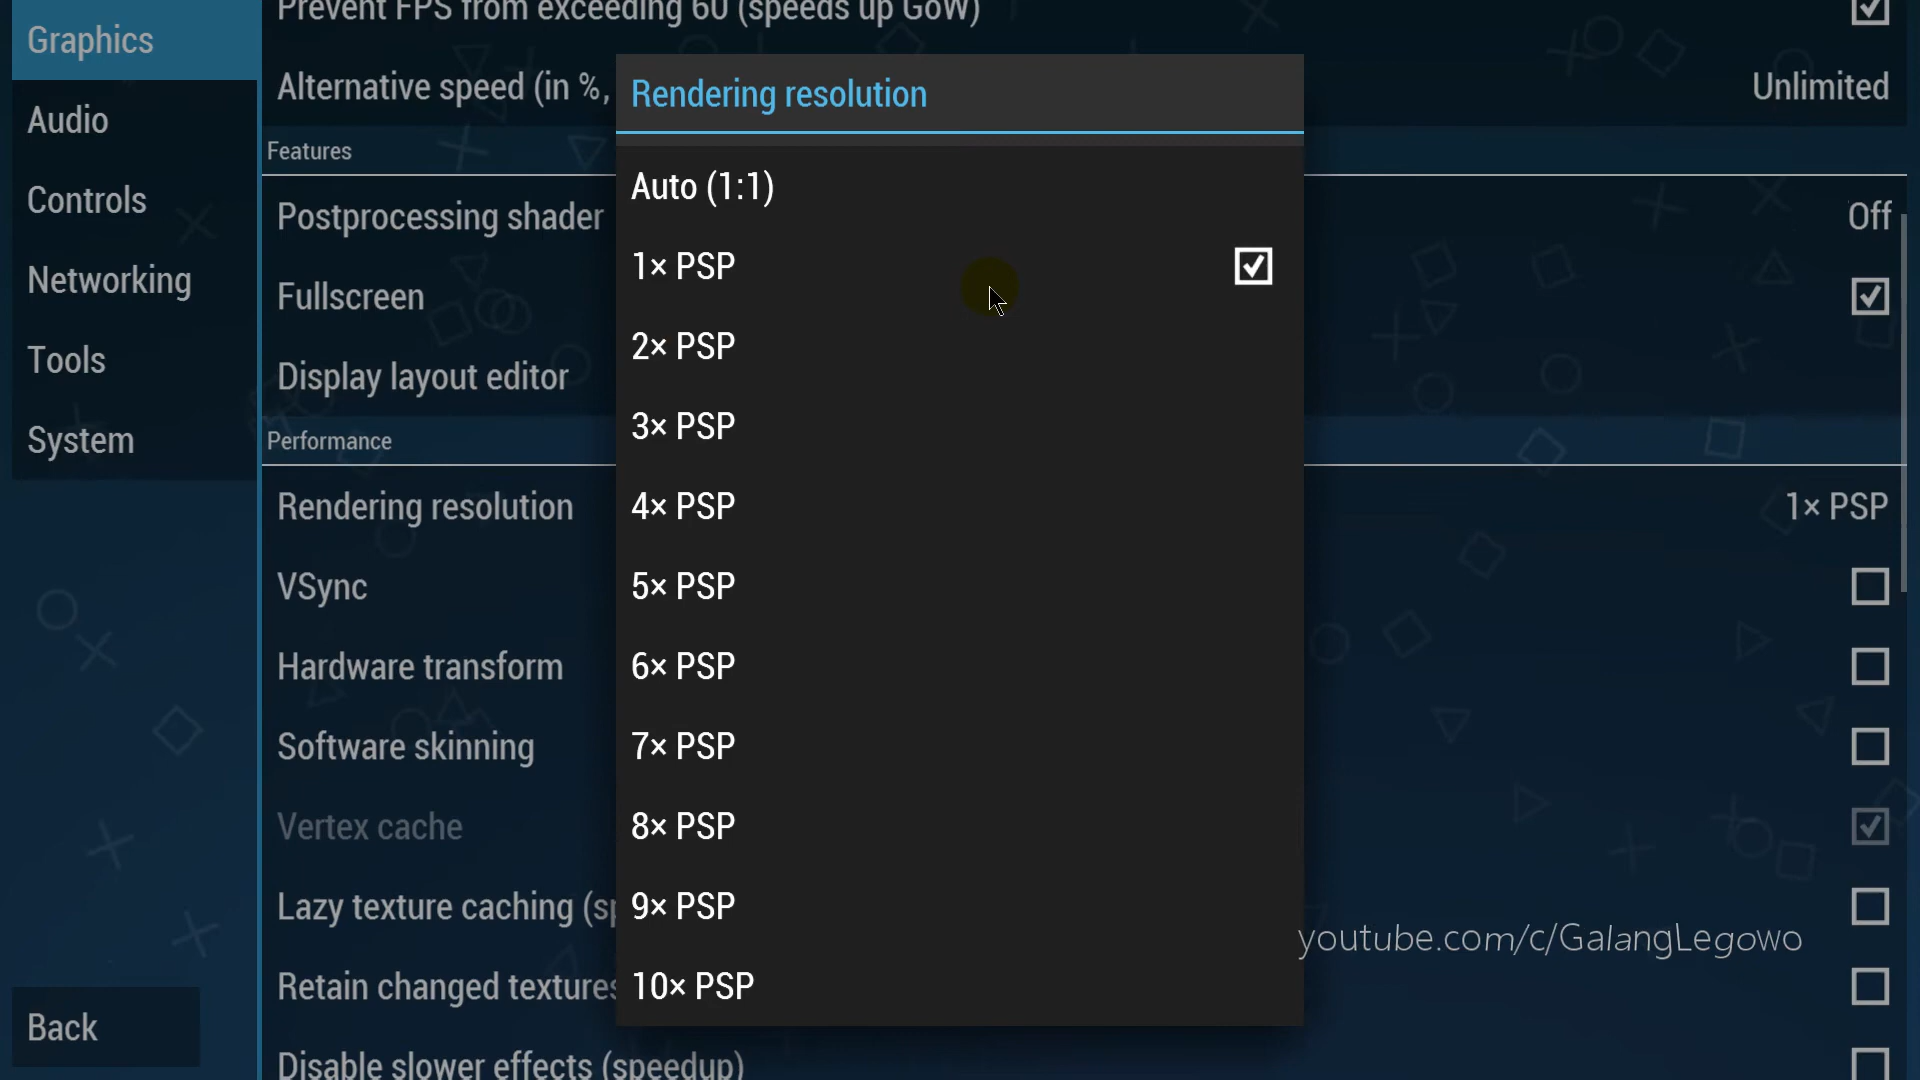 Graphics
Audio
Controls
Networking
Tools
System
Back
Prevent FPS from exceeding 60 (speeds up GoW)
Alternative speed (in %,
Unlimited
Features
Postprocessing shader
Off
Fullscreen
Display layout editor
Performance
Rendering resolution
1× PSP
VSync
Hardware transform
Software skinning
Vertex cache
Lazy texture caching
Retain changed textures
Disable slower effects (speedup)
Rendering resolution
Auto (1:1)
1× PSP
2× PSP
3× PSP
4× PSP
5× PSP
6× PSP
7× PSP
8× PSP
9× PSP
10× PSP
youtube.com/c/GalangLegowo